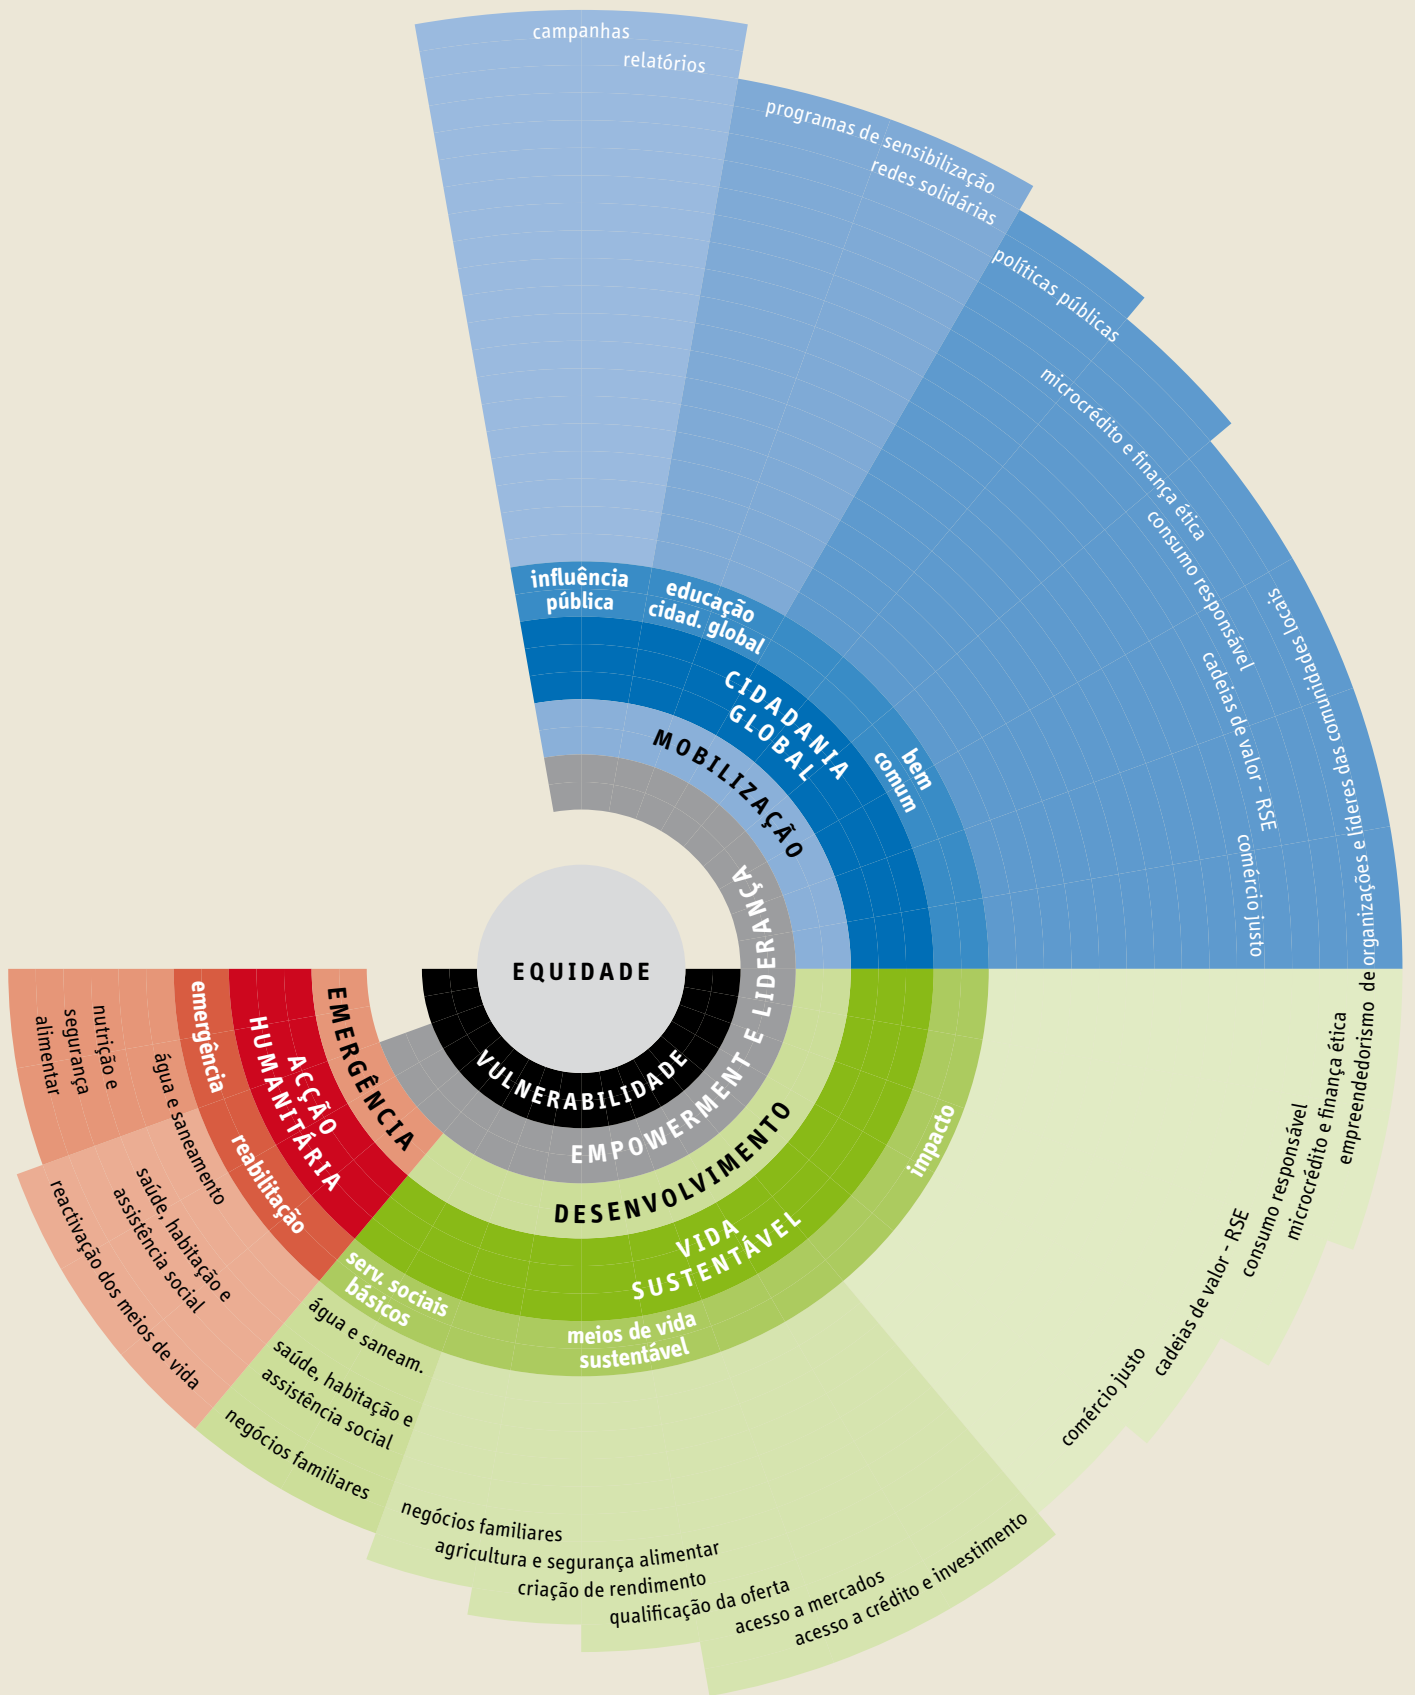 campanhas
relatórios
programas de sensibilização
redes solidárias
políticas públicas
microcrédito e finança ética
consumo responsável
cadeias de valor - RSE
comércio justo
empreendedorismo de organizações e líderes das comunidades locais
influência
pública
educação
cidad. global
bem
comum
CIDADANIA
GLOBAL
MOBILIZAÇÃO
EQUIDADE
VULNERABILIDADE
EMPOWERMENT E LIDERANÇA
EMERGÊNCIA
ACÇÃO
HUMANITÁRIA
emergência
reabilitação
nutrição e
segurança
alimentar
água e saneamento
saúde, habitação e
assistência social
reactivação dos meios de vida
DESENVOLVIMENTO
VIDA
SUSTENTÁVEL
serv. sociais
básicos
meios de vida
sustentável
impacto
água e saneam.
saúde, habitação e
assistência social
negócios familiares
negócios familiares
agricultura e segurança alimentar
criação de rendimento
qualificação da oferta
acesso a mercados
acesso a crédito e investimento
comércio justo
cadeias de valor - RSE
consumo responsável
microcrédito e finança ética